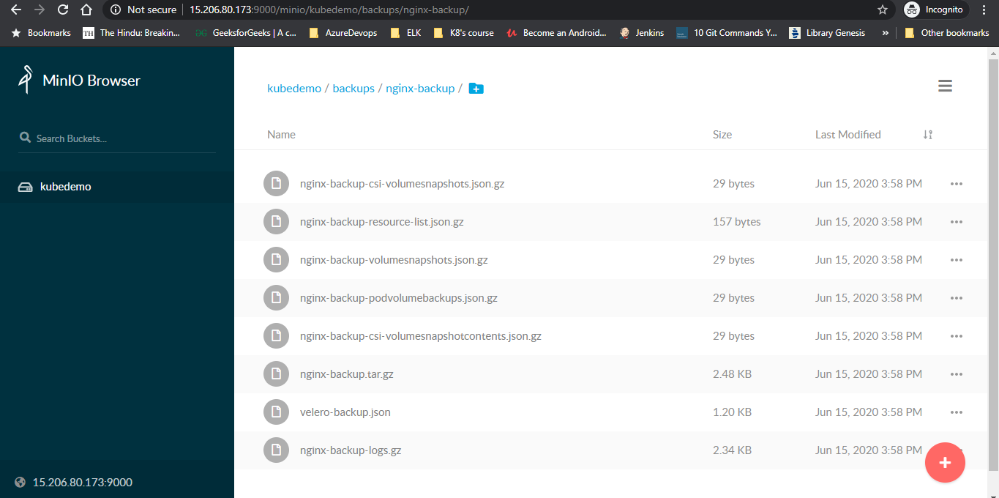 Not secure | 15.206.80.173:9000/minio/kubedemo/backups/nginx-backup/ Incognito
Bookmarks TH The Hindu: Breakin... GeeksforGeeks | A c... AzureDevops ELK K8's course Become an Android... Jenkins 10 Git Commands Y... Library Genesis » Other bookmarks
MinIO Browser
Search Buckets...
kubedemo
15.206.80.173:9000
kubedemo / backups / nginx-backup /
Name Size Last Modified
nginx-backup-csi-volumesnapshots.json.gz 29 bytes Jun 15, 2020 3:58 PM
nginx-backup-resource-list.json.gz 157 bytes Jun 15, 2020 3:58 PM
nginx-backup-volumesnapshots.json.gz 29 bytes Jun 15, 2020 3:58 PM
nginx-backup-podvolumebackups.json.gz 29 bytes Jun 15, 2020 3:58 PM
nginx-backup-csi-volumesnapshotcontents.json.gz 29 bytes Jun 15, 2020 3:58 PM
nginx-backup.tar.gz 2.48 KB Jun 15, 2020 3:58 PM
velero-backup.json 1.20 KB Jun 15, 2020 3:58 PM
nginx-backup-logs.gz 2.34 KB Jun 15, 2020 3:58 PM